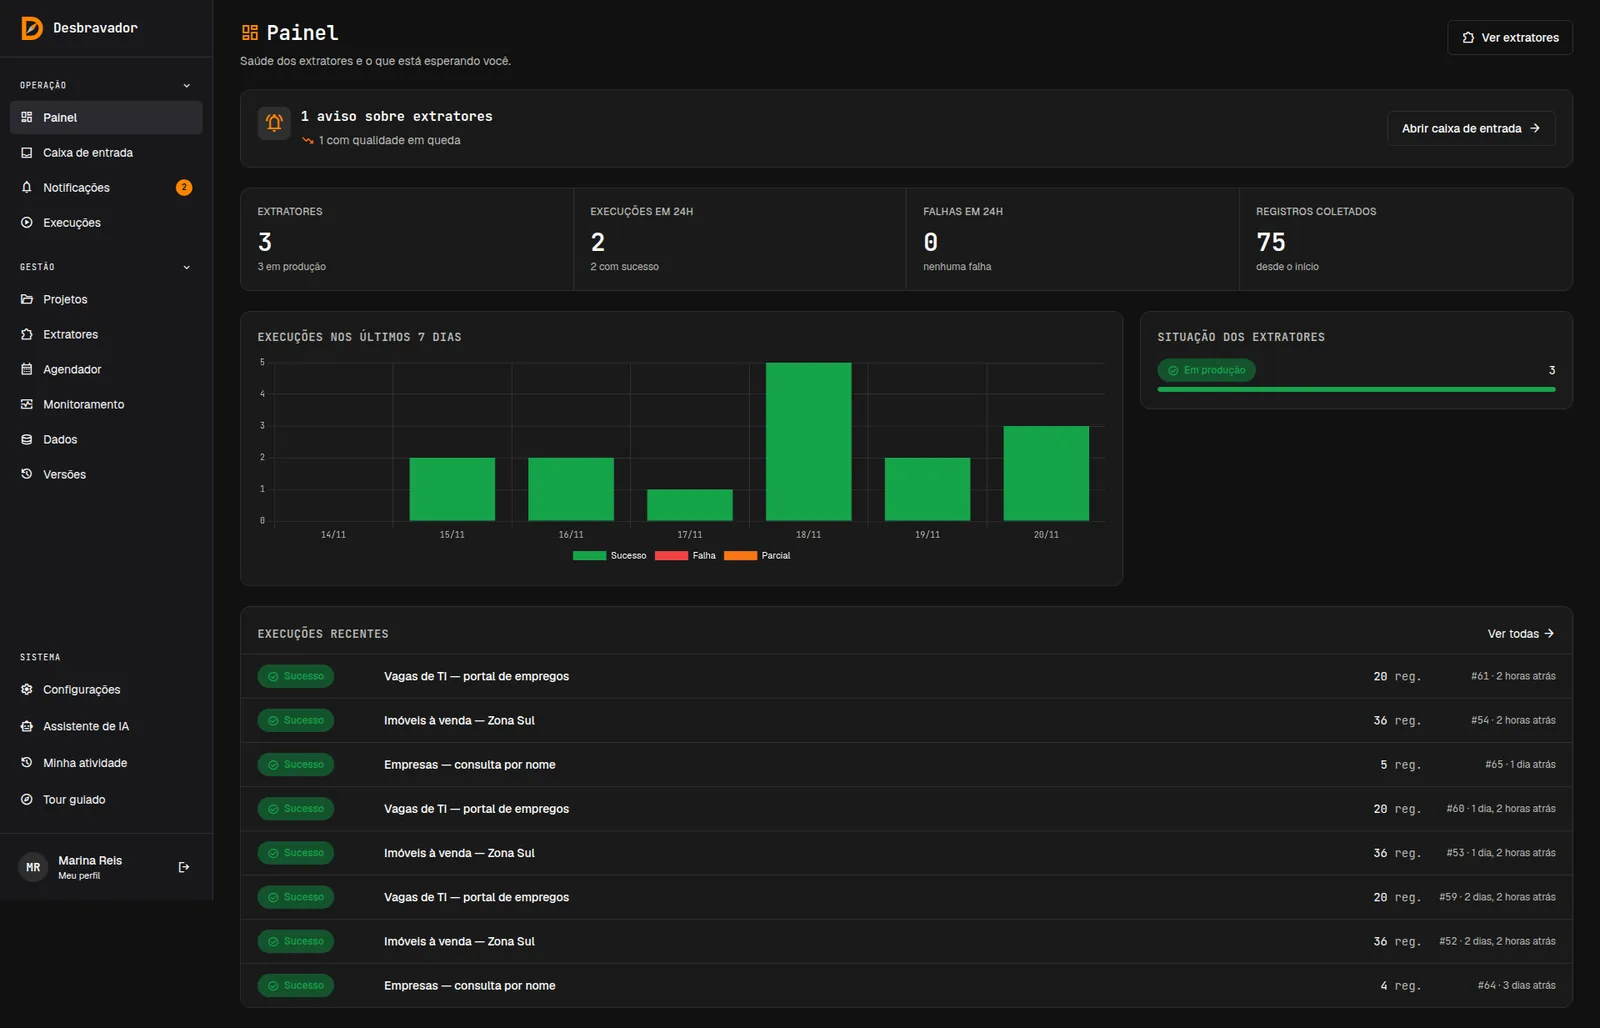 Desbravador
OPERAÇÃO
Painel
Caixa de entrada
Notificações 2
Execuções
GESTÃO
Projetos
Extratores
Agendador
Monitoramento
Dados
Versões
SISTEMA
Configurações
Assistente de IA
Minha atividade
Tour guiado
MR
Marina Reis
Meu perfil
Painel
Saúde dos extratores e o que está esperando você.
Ver extratores
1 aviso sobre extratores
1 com qualidade em queda
Abrir caixa de entrada
EXTRATORES
3
3 em produção
EXECUÇÕES EM 24H
2
2 com sucesso
FALHAS EM 24H
0
nenhuma falha
REGISTROS COLETADOS
75
desde o início
EXECUÇÕES NOS ÚLTIMOS 7 DIAS
5
4
3
2
1
0
14/11 15/11 16/11 17/11 18/11 19/11 20/11
Sucesso Falha Parcial
SITUAÇÃO DOS EXTRATORES
Em produção 3
EXECUÇÕES RECENTES Ver todas
Sucesso Vagas de TI — portal de empregos 20 reg. #61 · 2 horas atrás
Sucesso Imóveis à venda — Zona Sul 36 reg. #54 · 2 horas atrás
Sucesso Empresas — consulta por nome 5 reg. #65 · 1 dia atrás
Sucesso Vagas de TI — portal de empregos 20 reg. #60 · 1 dia, 2 horas atrás
Sucesso Imóveis à venda — Zona Sul 36 reg. #53 · 1 dia, 2 horas atrás
Sucesso Vagas de TI — portal de empregos 20 reg. #59 · 2 dias, 2 horas atrás
Sucesso Imóveis à venda — Zona Sul 36 reg. #52 · 2 dias, 2 horas atrás
Sucesso Empresas — consulta por nome 4 reg. #64 · 3 dias atrás